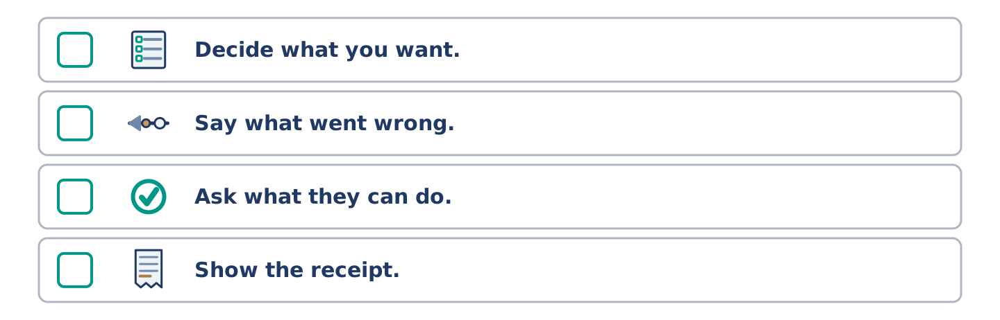 Decide what you want.
Say what went wrong.
Ask what they can do.
Show the receipt.